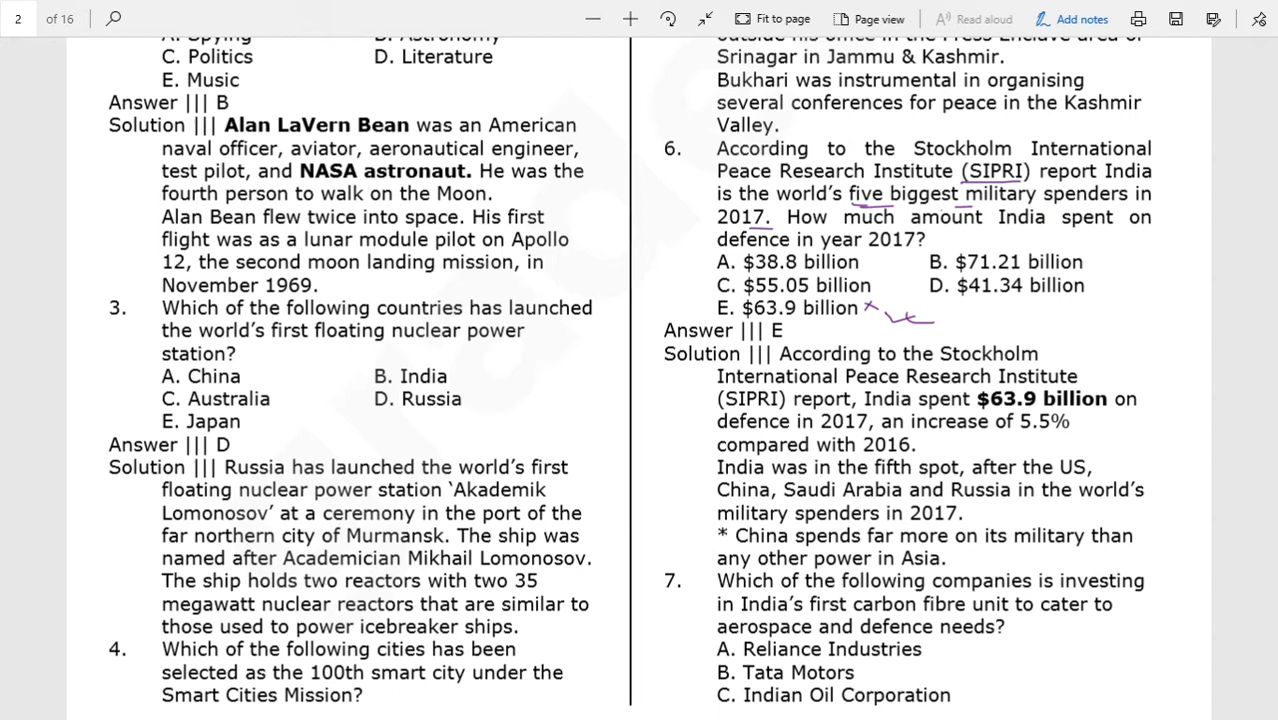 2 of 16
Fit to page
Page view
Read aloud
Add notes
A. Spying B. Astronomy
C. Politics D. Literature
E. Music
Answer ||| B
Solution ||| Alan LaVern Bean was an American
naval officer, aviator, aeronautical engineer,
test pilot, and NASA astronaut. He was the
fourth person to walk on the Moon.
Alan Bean flew twice into space. His first
flight was as a lunar module pilot on Apollo
12, the second moon landing mission, in
November 1969.
3. Which of the following countries has launched
the world's first floating nuclear power
station?
A. China B. India
C. Australia D. Russia
E. Japan
Answer ||| D
Solution ||| Russia has launched the world's first
floating nuclear power station ‵Akademik
Lomonosov' at a ceremony in the port of the
far northern city of Murmansk. The ship was
named after Academician Mikhail Lomonosov.
The ship holds two reactors with two 35
megawatt nuclear reactors that are similar to
those used to power icebreaker ships.
4. Which of the following cities has been
selected as the 100th smart city under the
Smart Cities Mission?
outside his office in the Press Enclave area of
Srinagar in Jammu & Kashmir.
Bukhari was instrumental in organising
several conferences for peace in the Kashmir
Valley.
6. According to the Stockholm International
Peace Research Institute (SIPRI) report India
is the world's five biggest military spenders in
2017. How much amount India spent on
defence in year 2017?
A. $38.8 billion B. $71.21 billion
C. $55.05 billion D. $41.34 billion
E. $63.9 billion
Answer ||| E
Solution ||| According to the Stockholm
International Peace Research Institute
(SIPRI) report, India spent $63.9 billion on
defence in 2017, an increase of 5.5%
compared with 2016.
India was in the fifth spot, after the US,
China, Saudi Arabia and Russia in the world's
military spenders in 2017.
* China spends far more on its military than
any other power in Asia.
7. Which of the following companies is investing
in India's first carbon fibre unit to cater to
aerospace and defence needs?
A. Reliance Industries
B. Tata Motors
C. Indian Oil Corporation